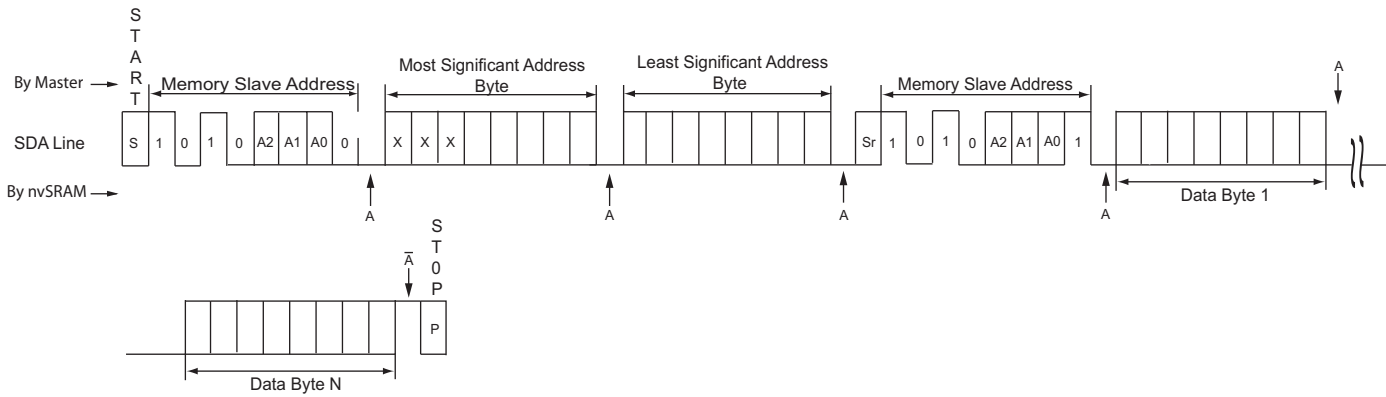 START
By Master
Memory Slave Address
Most Significant Address
Byte
Least Significant Address
Byte
Memory Slave Address
A
SDA Line
S 1 0 1 0 A2 A1 A0 0 X X X Sr 1 0 1 0 A2 A1 A0 1
By nvSRAM
A
A
A
A
Data Byte 1
ST0P
A̅
P
Data Byte N